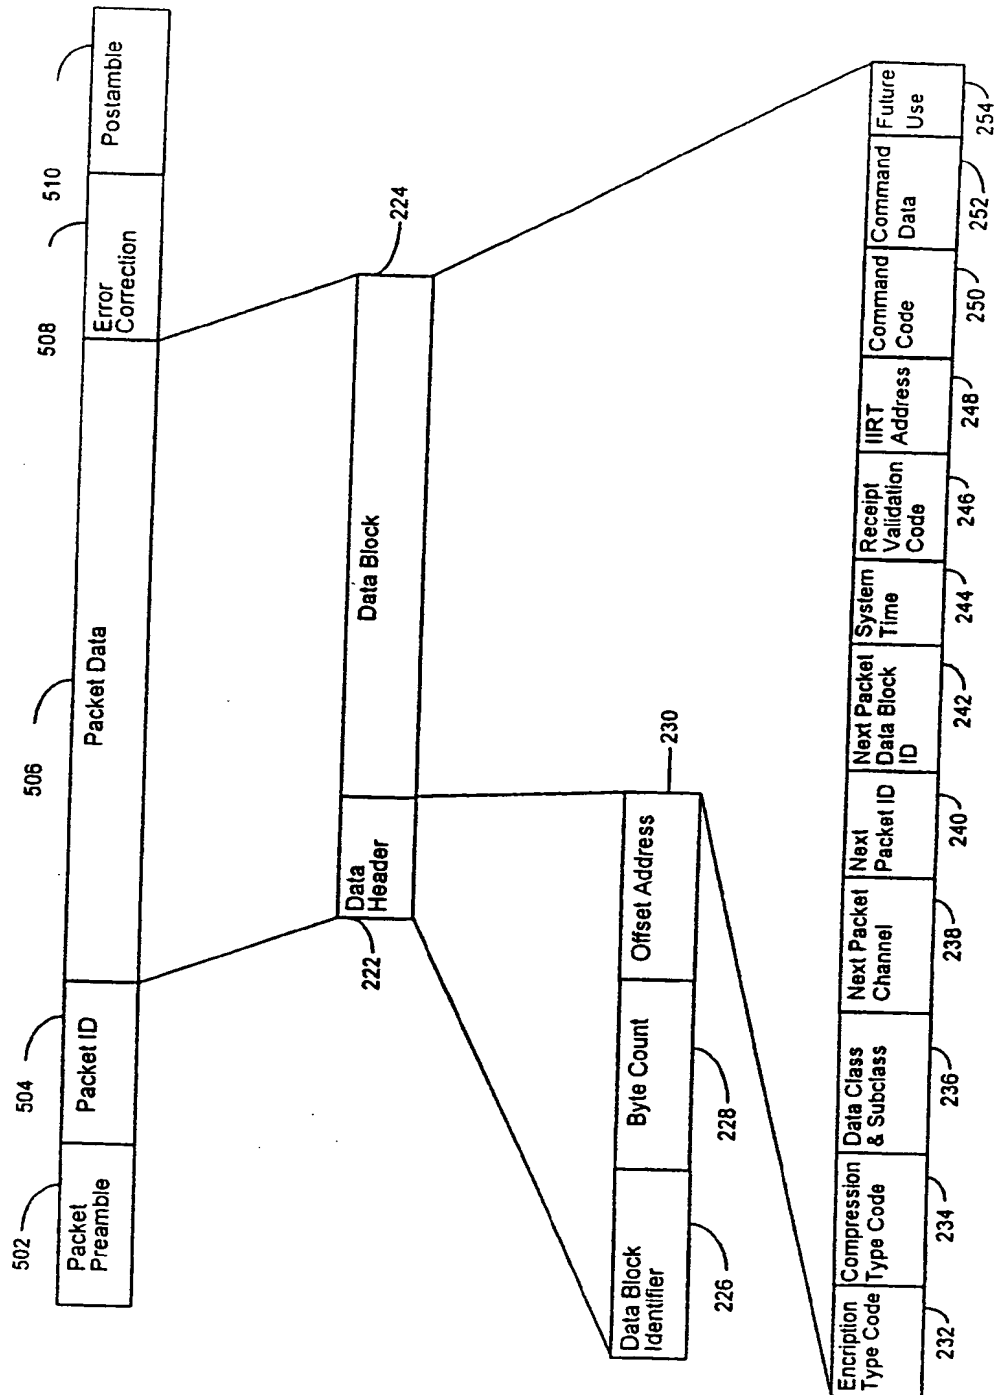 502
504
506
508
510
Packet
Preamble
Packet ID
Packet Data
Error
Correction
Postamble
222
224
Data
Header
Data Block
230
Data Block
Identifier
Byte Count
Offset Address
226
228
Encription
Type Code
Compression
Type Code
Data Class
& Subclass
Next Packet
Channel
Next
Packet ID
Next Packet
Data Block
ID
System
Time
Receipt
Validation
Code
IIRT
Address
Command
Code
Command
Data
Future
Use
232
234
236
238
240
242
244
246
248
250
252
254